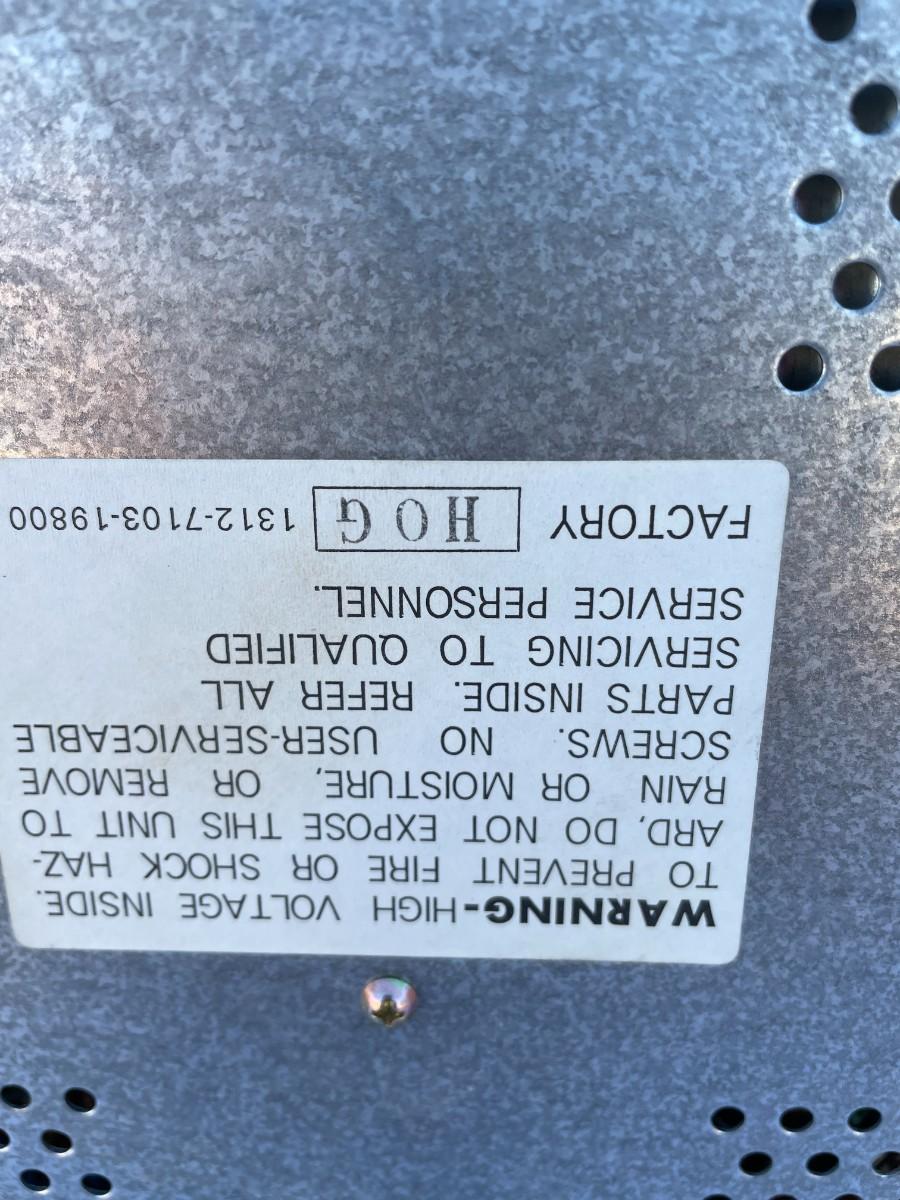 WARNING-HIGH VOLTAGE INSIDE.
TO PREVENT FIRE OR SHOCK HAZ-
ARD, DO NOT EXPOSE THIS UNIT TO
RAIN OR MOISTURE, OR REMOVE
SCREWS. NO USER-SERVICEABLE
PARTS INSIDE. REFER ALL
SERVICING TO QUALIFIED
SERVICE PERSONNEL.
FACTORY HOG 1312-7103-19800